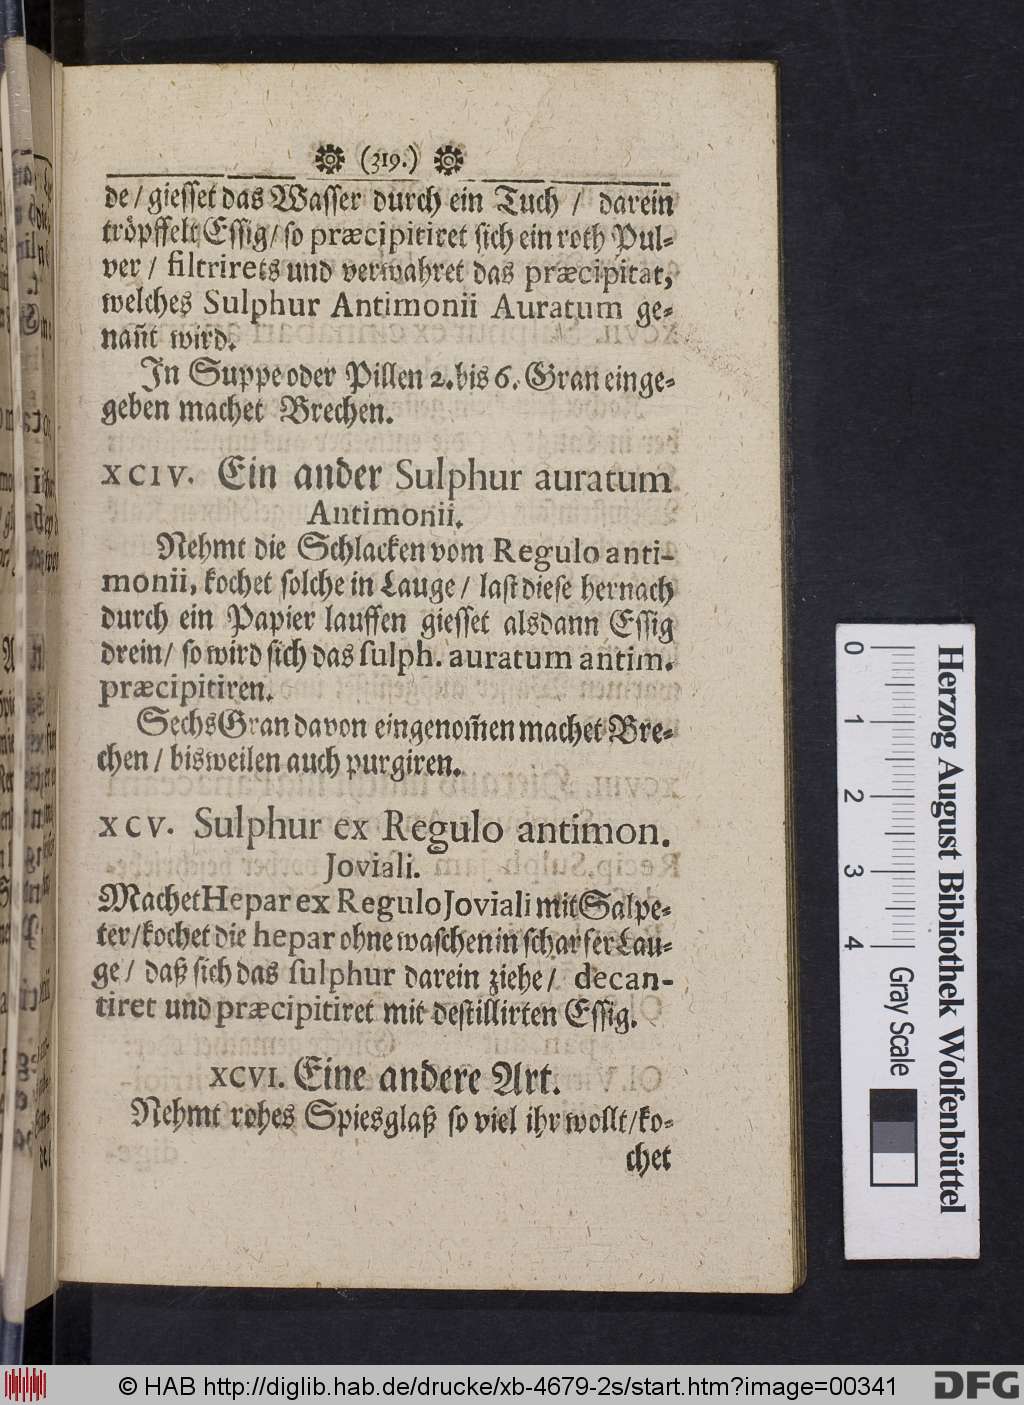 (319.)
de / giesset das Wasser durch ein Tuch / darein
tröpffelt Essig / so præcipitiret sich ein roth Pul-
ver / filtrirets und verwahret das præcipitat,
welches Sulphur Antimonii Auratum ge-
nañt wird.
In Suppe oder Pillen 2. bis 6. Gran einge-
geben machet Brechen.
XCIV. Ein ander Sulphur auratum
Antimonii.
Nehmt die Schlacken vom Regulo anti-
monii, kochet solche in Lauge / last diese hernach
durch ein Papier lauffen giesset alsdann Essig
drein / so wird sich das sulph. auratum antim.
præcipitiren.
Sechs Gran davon eingenom̃en machet Bre-
chen / bisweilen auch purgiren.
XCV. Sulphur ex Regulo antimon.
Joviali.
Machet Hepar ex Regulo Joviali mit Salpe-
ter / kochet die hepar ohne waschen in scharfer Lau-
ge / daß sich das sulphur darein ziehe / decan-
tiret und præcipitiret mit destillirten Essig.
XCVI. Eine andere Art.
Nehmt rohes Spiesglaß so viel ihr wollt / ko-
chet
0
1
2
3
4
Gray Scale
Herzog August Bibliothek Wolfenbüttel
© HAB http://diglib.hab.de/drucke/xb-4679-2s/start.htm?image=00341
DFG